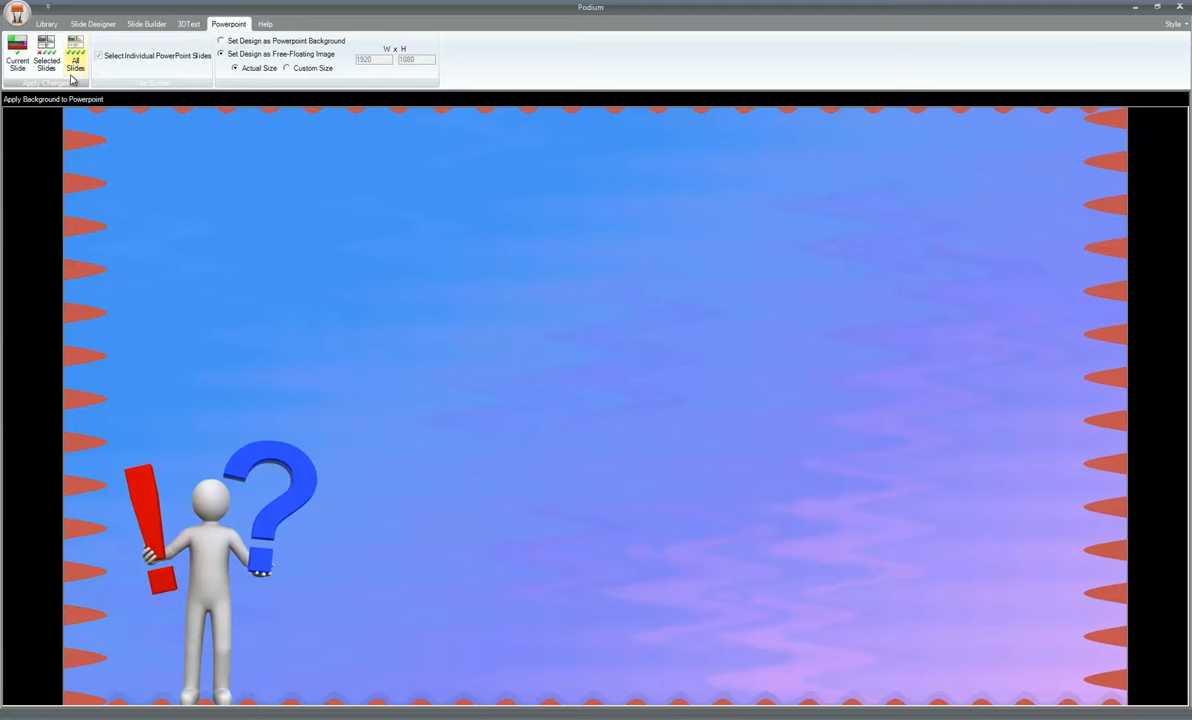 Podium
Library Slide Designer Slide Builder 3DText Powerpoint Help Style
Current Slide
Selected Slides
All Slides
Apply Changes
Select Individual PowerPoint Slides
Set Design as Powerpoint Background
Set Design as Free-Floating Image
Actual Size Custom Size
W x H
1920 1080
Apply Background to Powerpoint
! ?